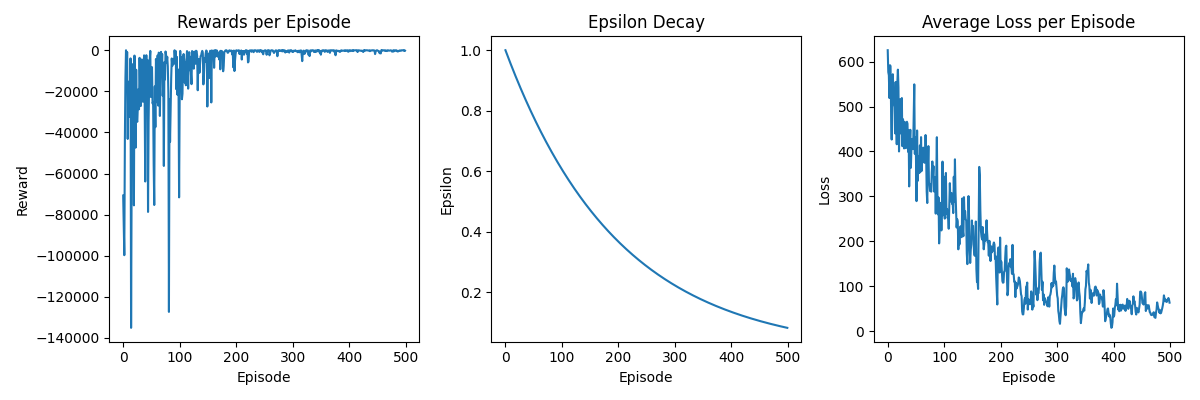 Rewards per Episode
0
−20000
−40000
−60000
−80000
−100000
−120000
−140000
Reward
0 100 200 300 400 500
Episode
Epsilon Decay
1.0
0.8
0.6
0.4
0.2
Epsilon
0 100 200 300 400 500
Episode
Average Loss per Episode
600
500
400
300
200
100
0
Loss
0 100 200 300 400 500
Episode